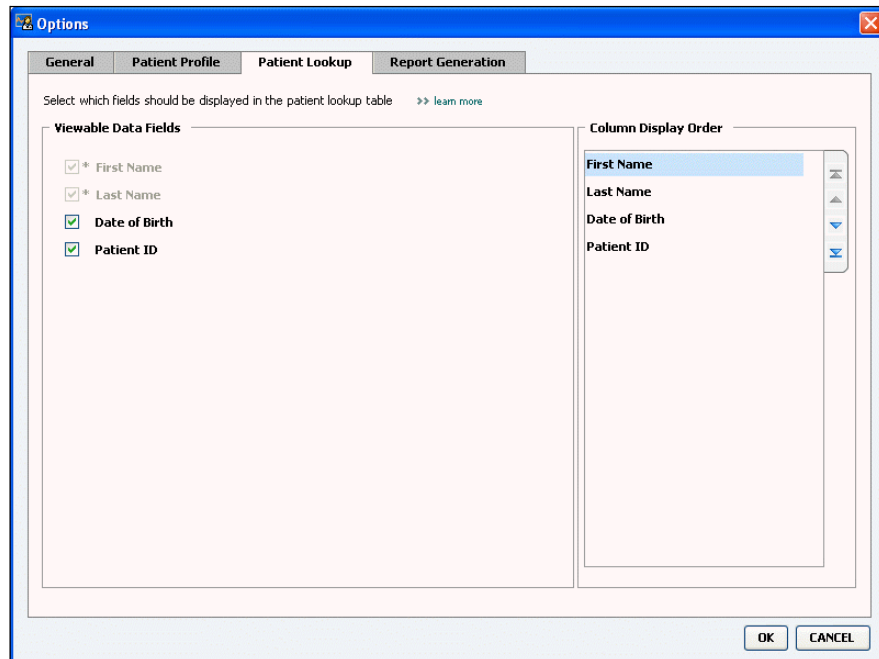 Options
General Patient Profile Patient Lookup Report Generation
Select which fields should be displayed in the patient lookup table >> learn more
Viewable Data Fields
* First Name
* Last Name
Date of Birth
Patient ID
Column Display Order
First Name
Last Name
Date of Birth
Patient ID
OK CANCEL